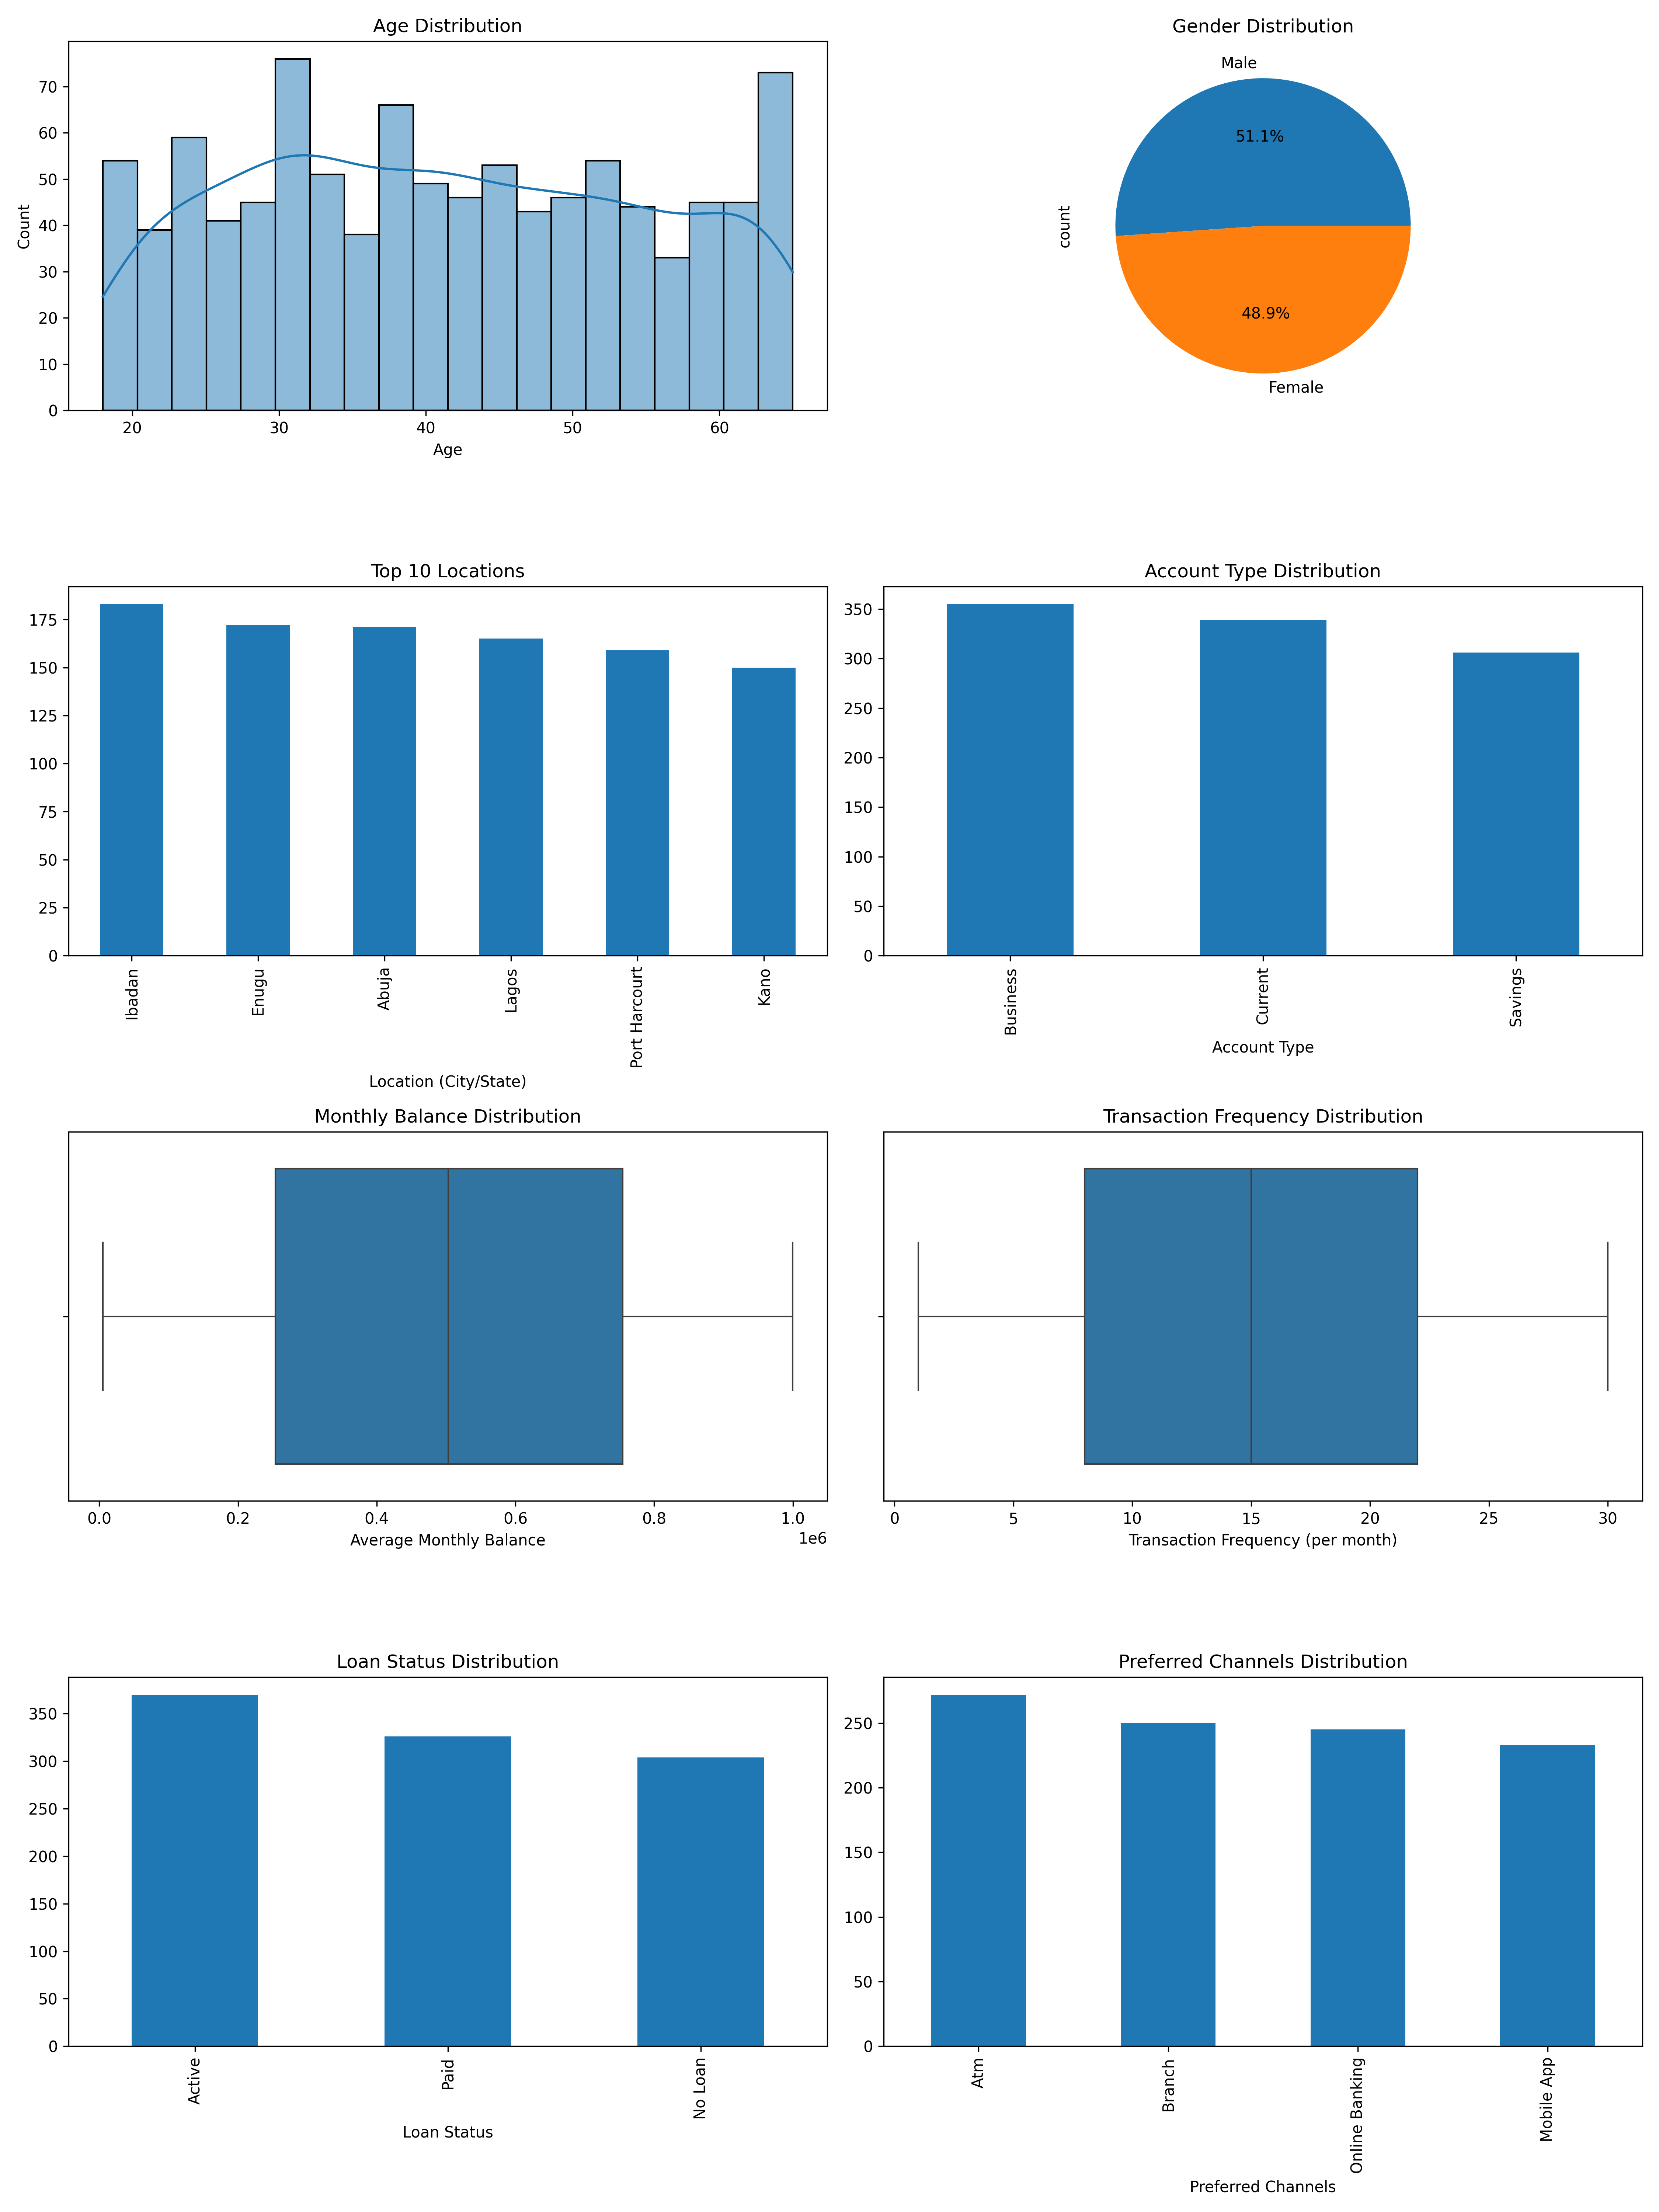 Age Distribution
70
60
50
40
30
20
10
0
Count
20 30 40 50 60
Age
Gender Distribution
Male
51.1%
count
48.9%
Female
Top 10 Locations
175
150
125
100
75
50
25
0
Ibadan
Enugu
Abuja
Lagos
Port Harcourt
Kano
Location (City/State)
Account Type Distribution
350
300
250
200
150
100
50
0
Business
Current
Savings
Account Type
Monthly Balance Distribution
0.0 0.2 0.4 0.6 0.8 1.0
1e6
Average Monthly Balance
Transaction Frequency Distribution
0 5 10 15 20 25 30
Transaction Frequency (per month)
Loan Status Distribution
350
300
250
200
150
100
50
0
Active
Paid
No Loan
Loan Status
Preferred Channels Distribution
250
200
150
100
50
0
Atm
Branch
Online Banking
Mobile App
Preferred Channels